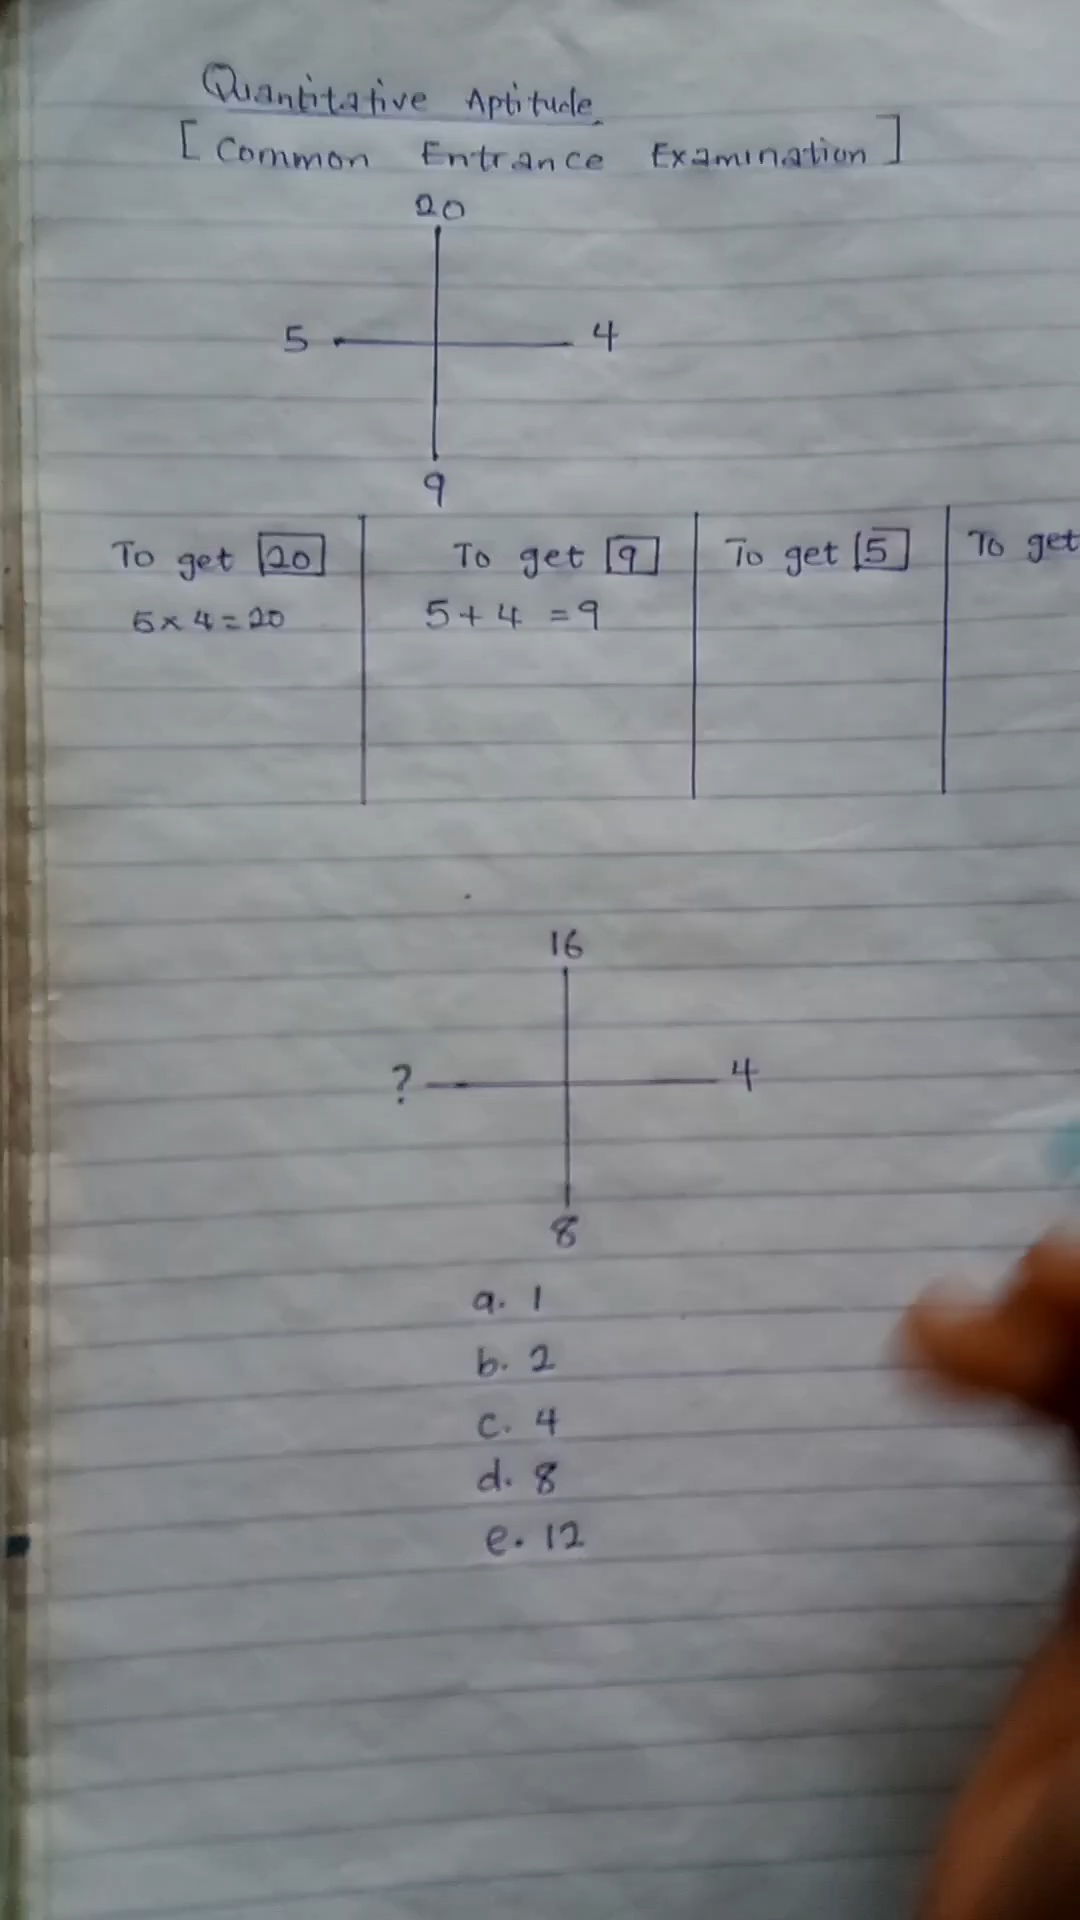 Quantitative Aptitude
[Common Entrance Examination]
20
5 4
9
To get 20 To get 9 To get 5 To get
5 x 4 = 20 5 + 4 = 9
16
? 4
8
a. 1
b. 2
c. 4
d. 8
e. 12